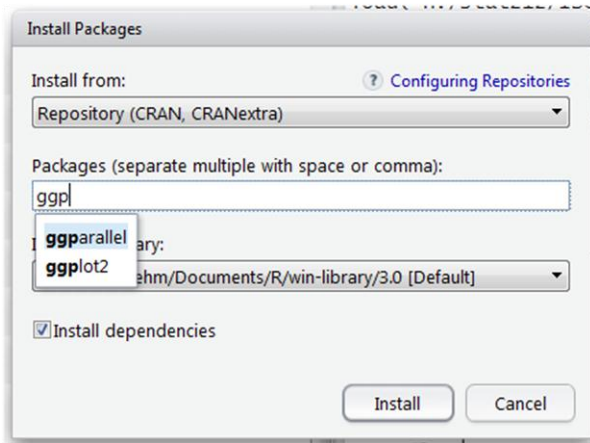 Install Packages
Install from:
? Configuring Repositories
Repository (CRAN, CRANextra)
Packages (separate multiple with space or comma):
ggp
ggparallel
ggplot2
ary:
ehm/Documents/R/win-library/3.0 [Default]
Install dependencies
Install
Cancel